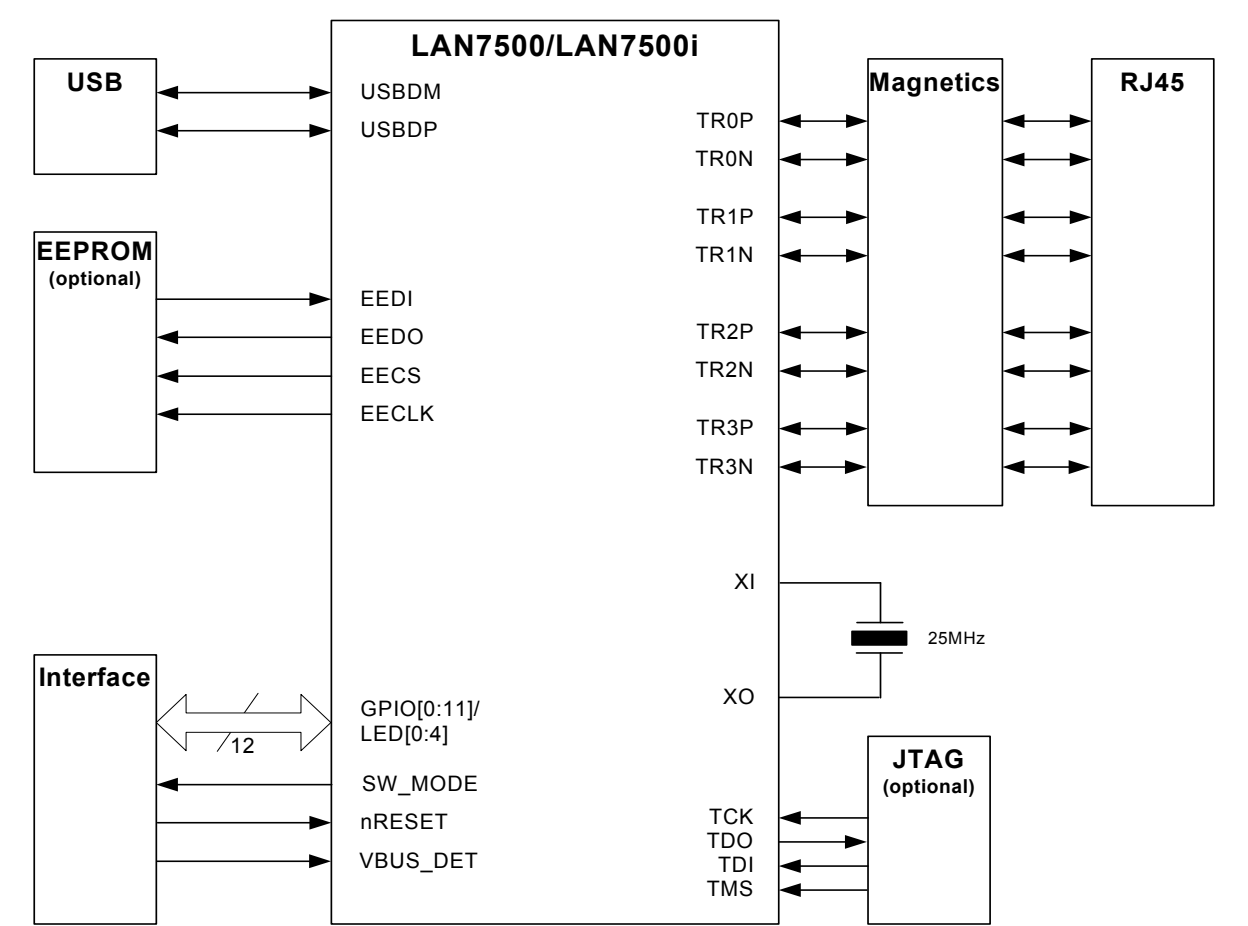 LAN7500/LAN7500i
USB
USBDM
USBDP
EEPROM
(optional)
EEDI
EEDO
EECS
EECLK
Interface
GPIO[0:11]/
LED[0:4]
12
SW_MODE
nRESET
VBUS_DET
Magnetics
RJ45
TR0P
TR0N
TR1P
TR1N
TR2P
TR2N
TR3P
TR3N
XI
25MHz
XO
JTAG
(optional)
TCK
TDO
TDI
TMS